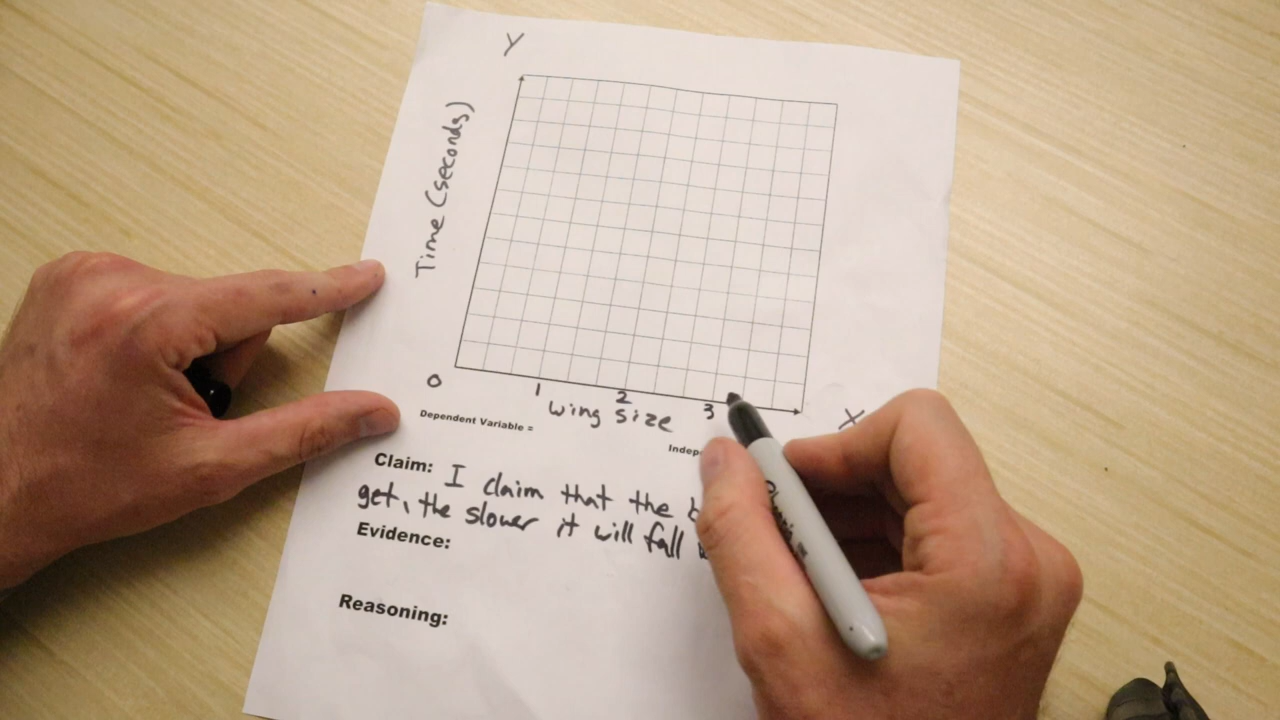 Y
Time (seconds)
0
1 2 3
wing size
X
Dependent Variable =
Claim: I claim that the
get, the slower it will fall
Evidence:
Reasoning: